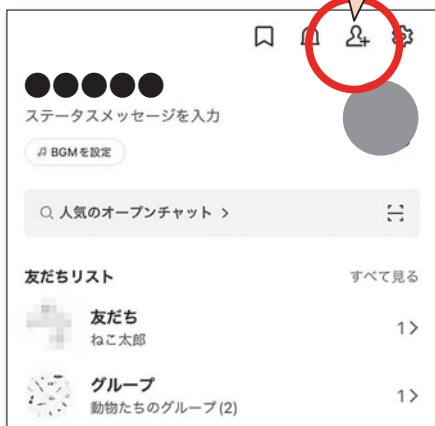 ステータスメッセージを入力
BGMを設定
人気のオープンチャット >
友だちリスト
すべて見る
友だち
ねこ太郎
1 >
グループ
動物たちのグループ(2)
1 >